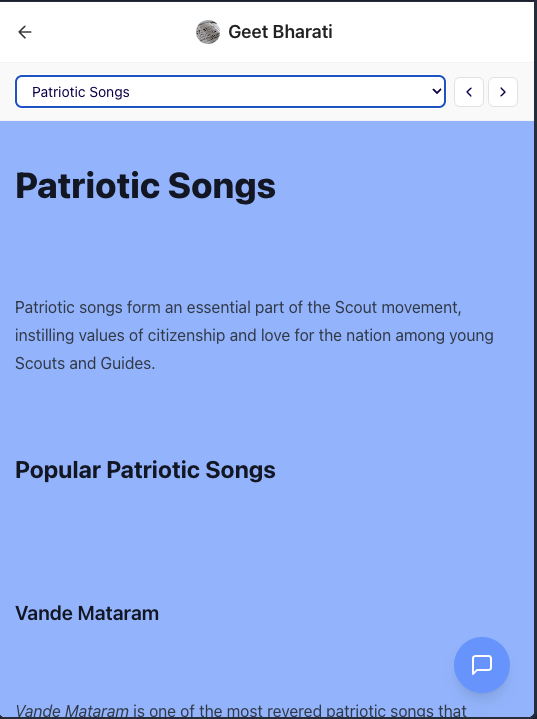 Geet Bharati
Patriotic Songs
Patriotic Songs
Patriotic songs form an essential part of the Scout movement,
instilling values of citizenship and love for the nation among young
Scouts and Guides.
Popular Patriotic Songs
Vande Mataram
Vande Mataram is one of the most revered patriotic songs that